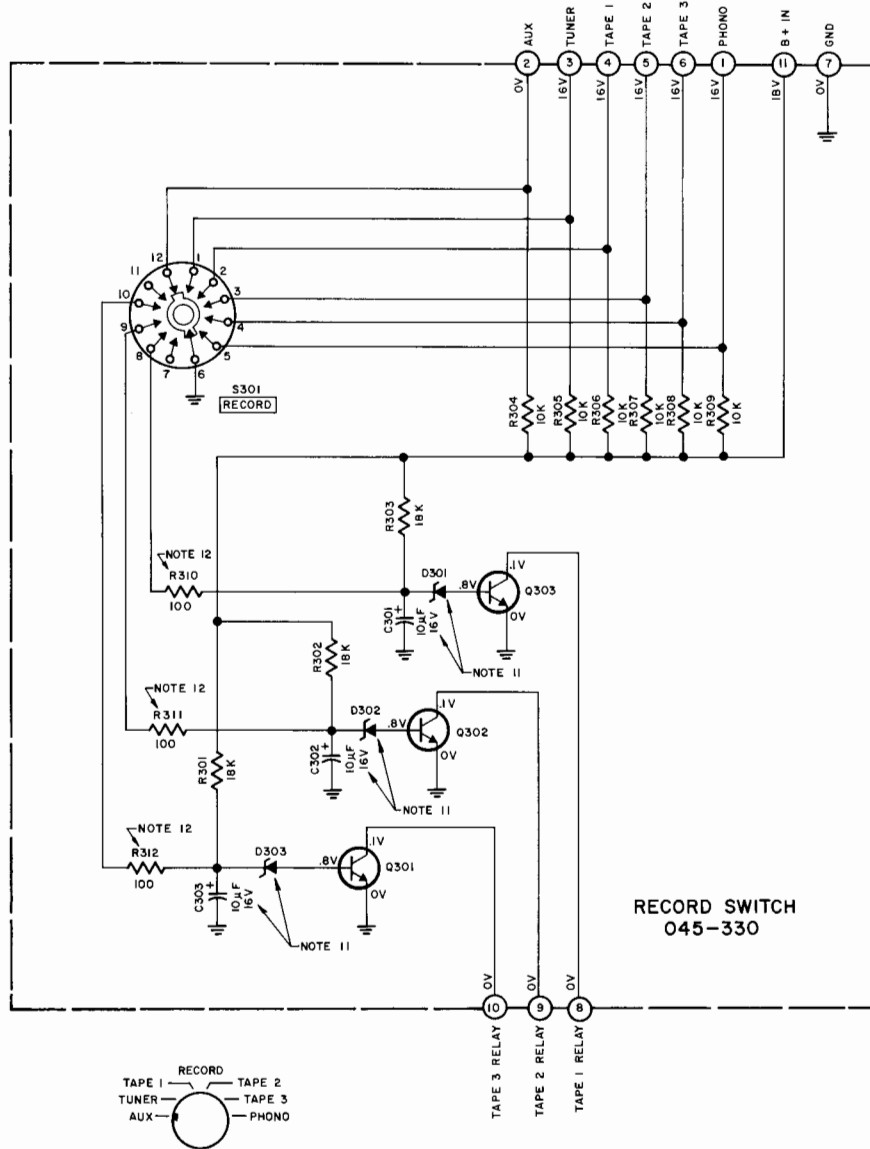 AUX
TUNER
TAPE 1
TAPE 2
TAPE 3
PHONO
B+ IN
GND
2
3
4
5
6
1
11
7
0V
16V
16V
16V
16V
16V
18V
0V
12
1
11
2
10
3
9
4
8
5
7
6
S301
RECORD
R304
10K
R305
10K
R306
10K
R307
10K
R308
10K
R309
10K
R303
18K
NOTE 12
R310
100
D301
.8V
.1V
Q303
0V
C301
+
10µF
16V
NOTE 11
R302
18K
NOTE 12
R311
100
D302
.8V
.1V
Q302
0V
C302
+
10µF
16V
NOTE 11
R301
18K
NOTE 12
R312
100
D303
.8V
.1V
Q301
0V
C303
+
10µF
16V
NOTE 11
RECORD SWITCH
045-330
0V
0V
0V
10
9
8
TAPE 3 RELAY
TAPE 2 RELAY
TAPE 1 RELAY
RECORD
TAPE 1
TAPE 2
TUNER
TAPE 3
AUX
PHONO